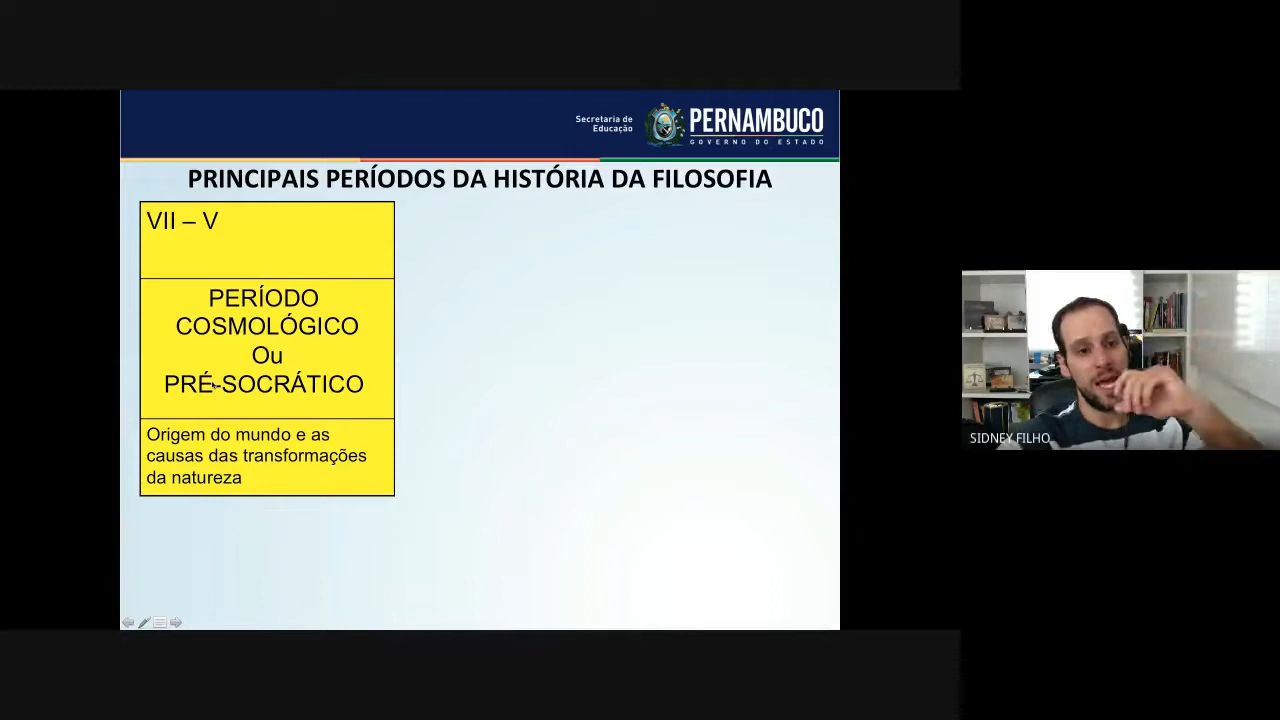 Secretaria de
Educação
PERNAMBUCO
GOVERNO DO ESTADO
PRINCIPAIS PERÍODOS DA HISTÓRIA DA FILOSOFIA
VII – V
PERÍODO
COSMOLÓGICO
Ou
PRÉ-SOCRÁTICO
Origem do mundo e as
causas das transformações
da natureza
SIDNEY FILHO